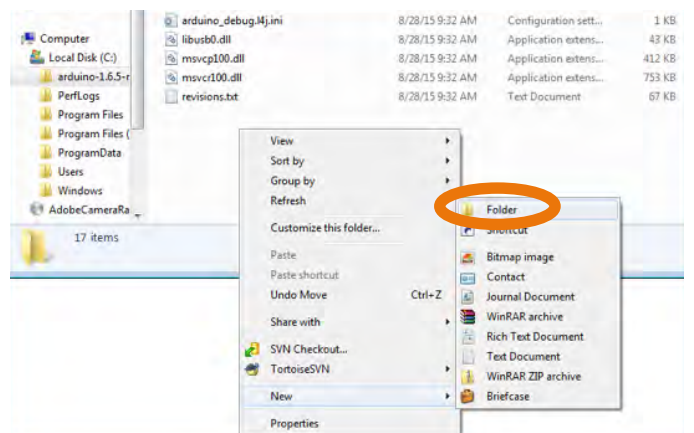 arduino_debug.l4j.ini 8/28/15 9:32 AM Configuration sett... 1 KB
Computer libusb0.dll 8/28/15 9:32 AM Application extens... 43 KB
Local Disk (C:) msvcp100.dll 8/28/15 9:32 AM Application extens... 412 KB
arduino-1.6.5-r msvcr100.dll 8/28/15 9:32 AM Application extens... 753 KB
PerfLogs revisions.txt 8/28/15 9:32 AM Text Document 67 KB
Program Files
Program Files (
ProgramData
Users
Windows
AdobeCameraRa
17 items
View
Sort by
Group by
Refresh
Customize this folder...
Paste
Paste shortcut
Undo Move Ctrl+Z
Share with
SVN Checkout...
TortoiseSVN
New
Properties
Folder
Shortcut
Bitmap image
Contact
Journal Document
WinRAR archive
Rich Text Document
Text Document
WinRAR ZIP archive
Briefcase